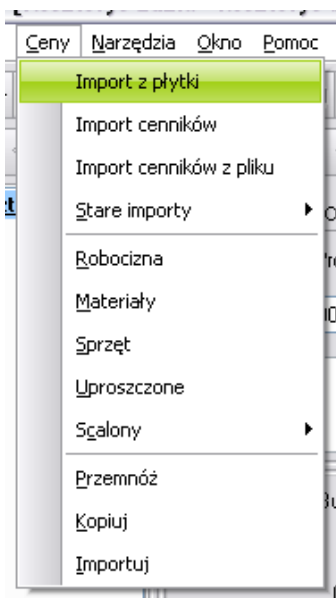 Ceny Narzędzia Okno Pomoc
Import z płytki
Import cenników
Import cenników z pliku
Stare importy
Robocizna
Materiały
Sprzęt
Uproszczone
Scalony
Przemnóż
Kopiuj
Importuj